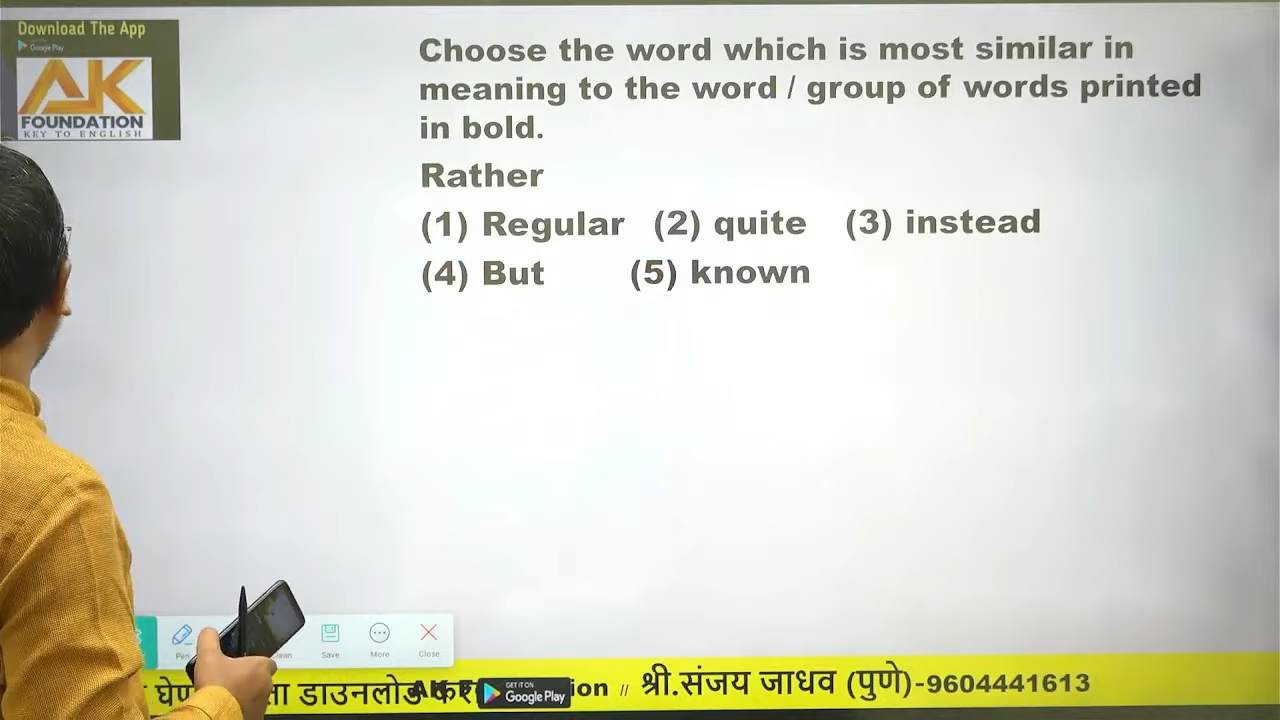 Download The App
Google Play
AK
FOUNDATION
KEY TO ENGLISH
Choose the word which is most similar in
meaning to the word / group of words printed
in bold.
Rather
(1) Regular (2) quite (3) instead
(4) But (5) known
Save More Close
डाउनलोड
GET IT ON
Google Play
// श्री.संजय जाधव (पुणे)-9604441613